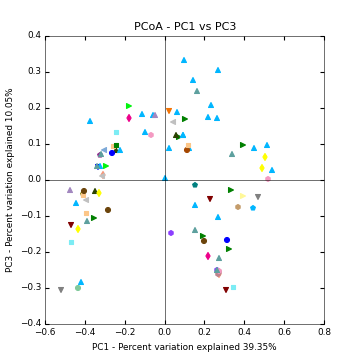 PCoA - PC1 vs PC3
0.4
0.3
0.2
0.1
0.0
−0.1
−0.2
−0.3
−0.4
PC3 - Percent variation explained 10.05%
−0.6 −0.4 −0.2 0.0 0.2 0.4 0.6 0.8
PC1 - Percent variation explained 39.35%